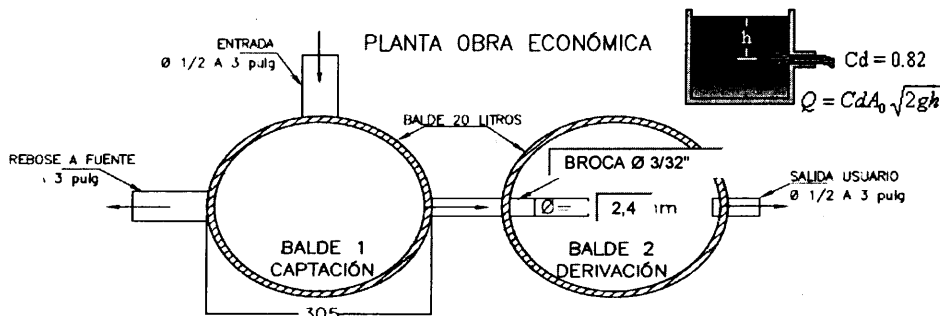 PLANTA OBRA ECONÓMICA
ENTRADA
Ø 1/2 A 3 pulg
h
Cd = 0.82
Q = CdA₀ √2gh
BALDE 20 LITROS
REBOSE A FUENTE
3 pulg
BROCA Ø 3/32"
SALIDA USUARIO
Ø 1/2 A 3 pulg
Ø= 2,4
BALDE 1
CAPTACIÓN
BALDE 2
DERIVACIÓN
305